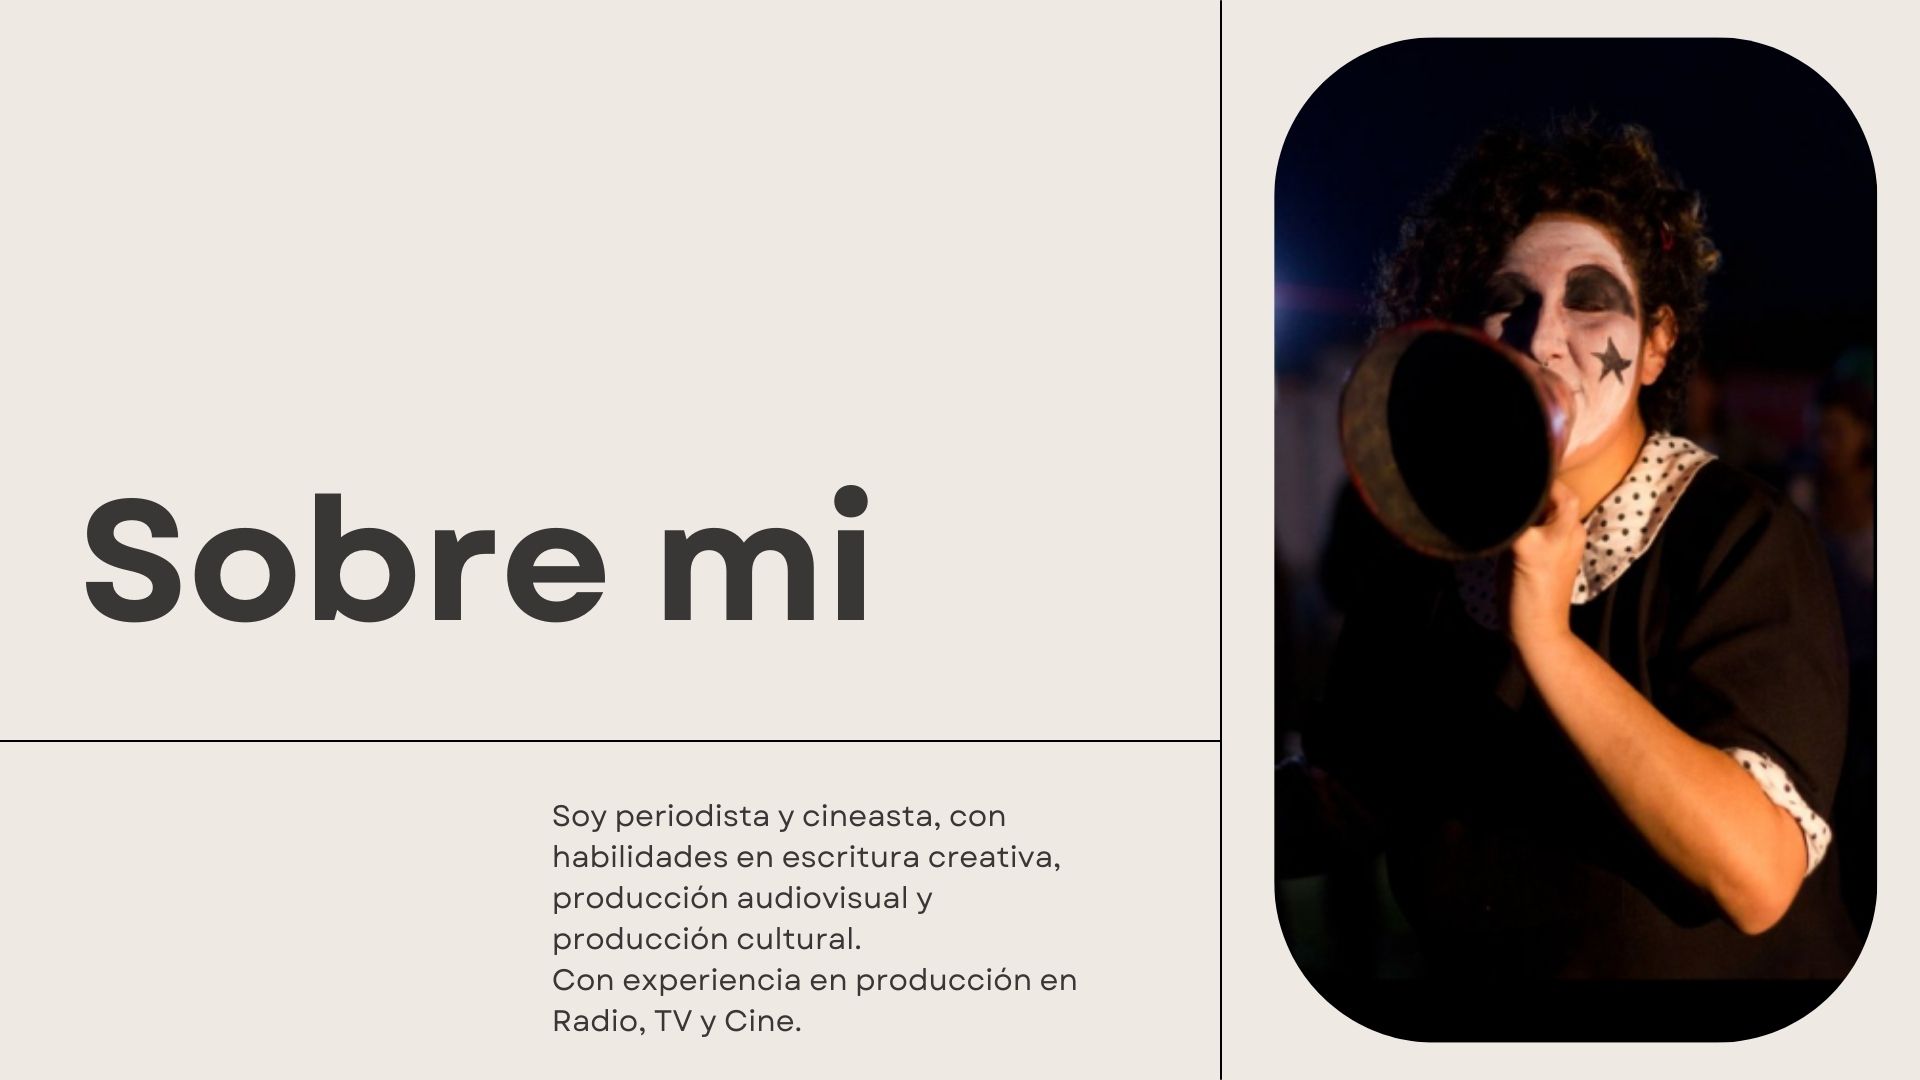 Sobre mi
Soy periodista y cineasta, con
habilidades en escritura creativa,
producción audiovisual y
producción cultural.
Con experiencia en producción en
Radio, TV y Cine.